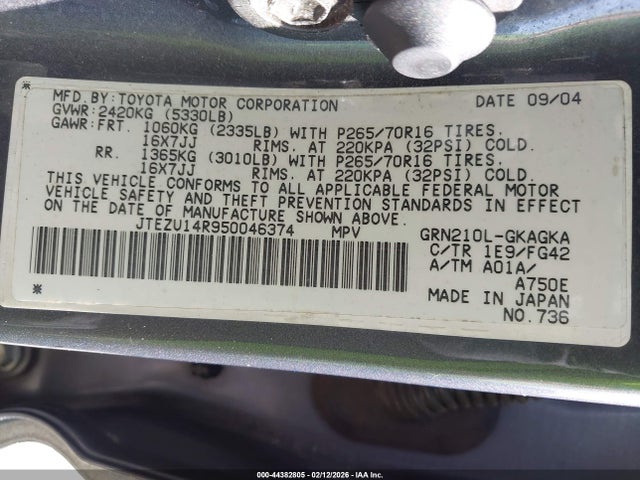 MFD.BY:TOYOTA MOTOR CORPORATION DATE 09/04
GVWR:2420KG (5330LB)
GAWR:FRT. 1060KG (2335LB) WITH P265/70R16 TIRES.
16X7JJ RIMS. AT 220KPA (32PSI) COLD.
RR. 1365KG (3010LB) WITH P265/70R16 TIRES.
16X7JJ RIMS. AT 220KPA (32PSI) COLD.
THIS VEHICLE CONFORMS TO ALL APPLICABLE FEDERAL MOTOR
VEHICLE SAFETY AND THEFT PREVENTION STANDARDS IN EFFECT
ON THE DATE OF MANUFACTURE SHOWN ABOVE.
JTEZU14R950046374 MPV GRN210L-GKAGKA
C/TR 1E9/FG42
A/TM A01A/
A750E
MADE IN JAPAN
NO.736
000-44382805 - 02/12/2026 - IAA Inc.